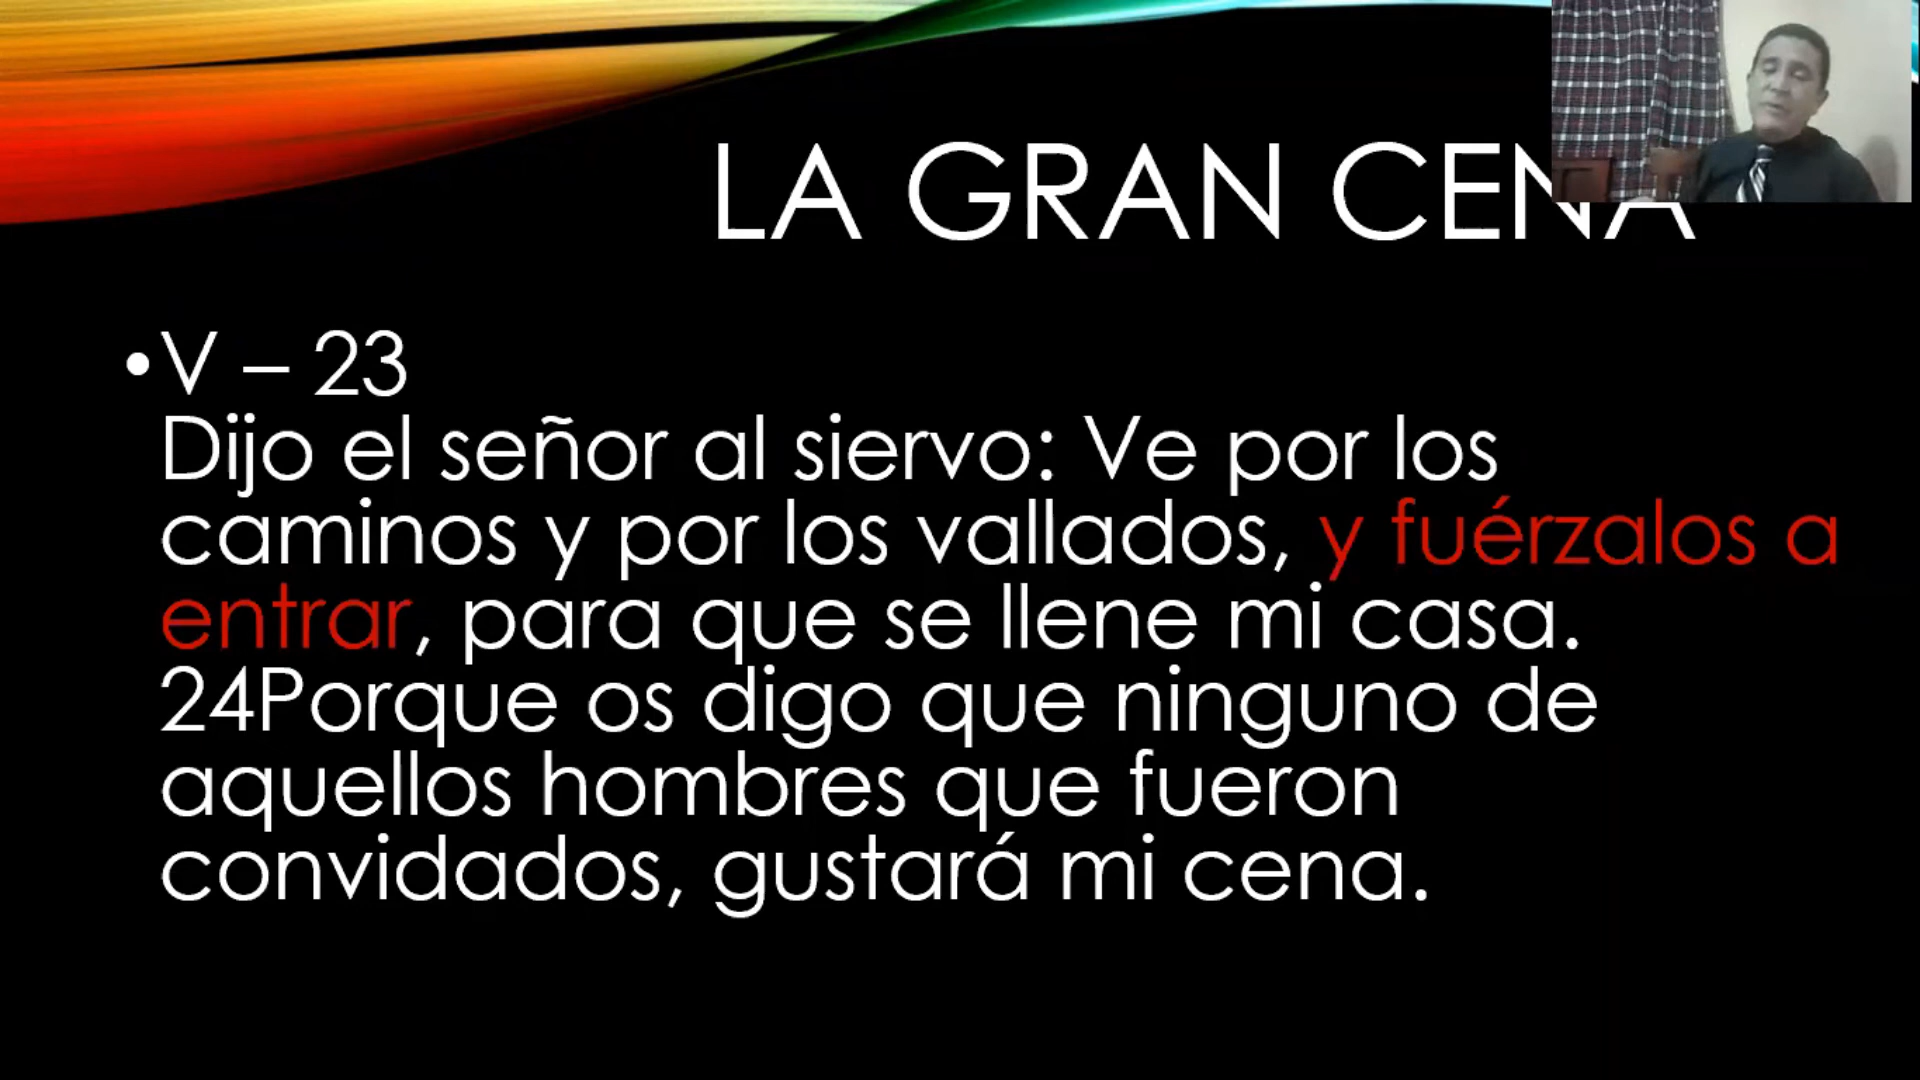 LA GRAN CENA
• V – 23
Dijo el señor al siervo: Ve por los
caminos y por los vallados, y fuérzalos a
entrar, para que se llene mi casa.
24Porque os digo que ninguno de
aquellos hombres que fueron
convidados, gustará mi cena.